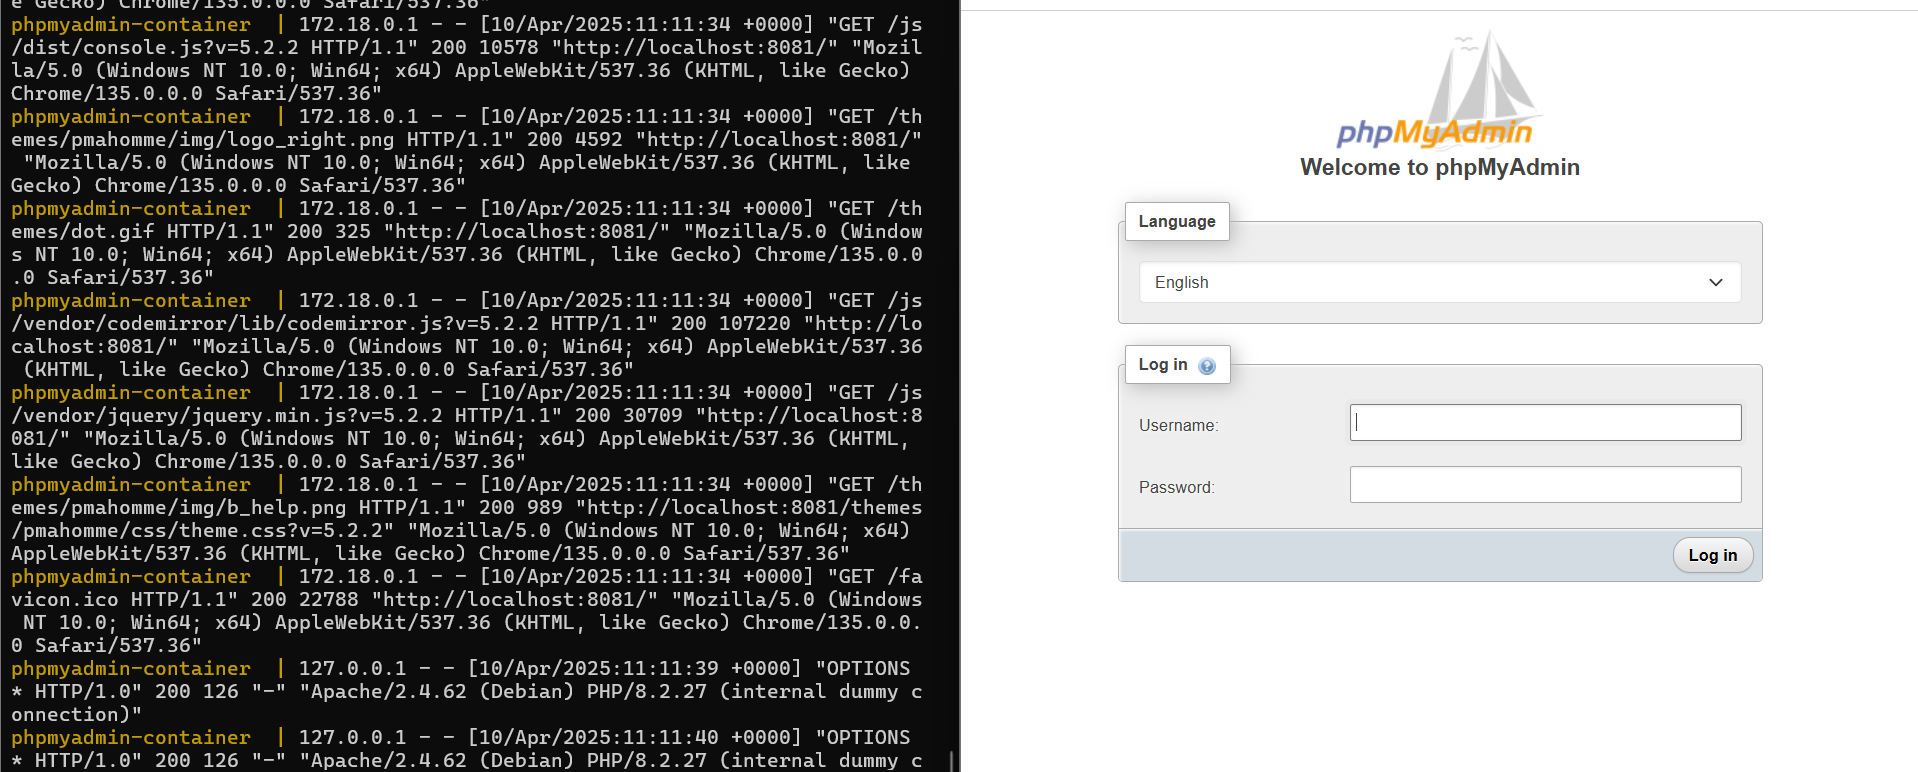 e Gecko) Chrome/135.0.0.0 Safari/537.36"
phpmyadmin-container  | 172.18.0.1 - - [10/Apr/2025:11:11:34 +0000] "GET /js
/dist/console.js?v=5.2.2 HTTP/1.1" 200 10578 "http://localhost:8081/" "Mozil
la/5.0 (Windows NT 10.0; Win64; x64) AppleWebKit/537.36 (KHTML, like Gecko)
Chrome/135.0.0.0 Safari/537.36"
phpmyadmin-container  | 172.18.0.1 - - [10/Apr/2025:11:11:34 +0000] "GET /th
emes/pmahomme/img/logo_right.png HTTP/1.1" 200 4592 "http://localhost:8081/"
 "Mozilla/5.0 (Windows NT 10.0; Win64; x64) AppleWebKit/537.36 (KHTML, like
Gecko) Chrome/135.0.0.0 Safari/537.36"
phpmyadmin-container  | 172.18.0.1 - - [10/Apr/2025:11:11:34 +0000] "GET /th
emes/dot.gif HTTP/1.1" 200 325 "http://localhost:8081/" "Mozilla/5.0 (Window
s NT 10.0; Win64; x64) AppleWebKit/537.36 (KHTML, like Gecko) Chrome/135.0.0
.0 Safari/537.36"
phpmyadmin-container  | 172.18.0.1 - - [10/Apr/2025:11:11:34 +0000] "GET /js
/vendor/codemirror/lib/codemirror.js?v=5.2.2 HTTP/1.1" 200 107220 "http://lo
calhost:8081/" "Mozilla/5.0 (Windows NT 10.0; Win64; x64) AppleWebKit/537.36
 (KHTML, like Gecko) Chrome/135.0.0.0 Safari/537.36"
phpmyadmin-container  | 172.18.0.1 - - [10/Apr/2025:11:11:34 +0000] "GET /js
/vendor/jquery/jquery.min.js?v=5.2.2 HTTP/1.1" 200 30709 "http://localhost:8
081/" "Mozilla/5.0 (Windows NT 10.0; Win64; x64) AppleWebKit/537.36 (KHTML,
like Gecko) Chrome/135.0.0.0 Safari/537.36"
phpmyadmin-container  | 172.18.0.1 - - [10/Apr/2025:11:11:34 +0000] "GET /th
emes/pmahomme/img/b_help.png HTTP/1.1" 200 989 "http://localhost:8081/themes
/pmahomme/css/theme.css?v=5.2.2" "Mozilla/5.0 (Windows NT 10.0; Win64; x64)
AppleWebKit/537.36 (KHTML, like Gecko) Chrome/135.0.0.0 Safari/537.36"
phpmyadmin-container  | 172.18.0.1 - - [10/Apr/2025:11:11:34 +0000] "GET /fa
vicon.ico HTTP/1.1" 200 22788 "http://localhost:8081/" "Mozilla/5.0 (Windows
 NT 10.0; Win64; x64) AppleWebKit/537.36 (KHTML, like Gecko) Chrome/135.0.0.
0 Safari/537.36"
phpmyadmin-container  | 127.0.0.1 - - [10/Apr/2025:11:11:39 +0000] "OPTIONS
* HTTP/1.0" 200 126 "-" "Apache/2.4.62 (Debian) PHP/8.2.27 (internal dummy c
onnection)"
phpmyadmin-container  | 127.0.0.1 - - [10/Apr/2025:11:11:40 +0000] "OPTIONS
* HTTP/1.0" 200 126 "-" "Apache/2.4.62 (Debian) PHP/8.2.27 (internal dummy c
phpMyAdmin
Welcome to phpMyAdmin
Language
English
Log in
Username:
Password:
Log in